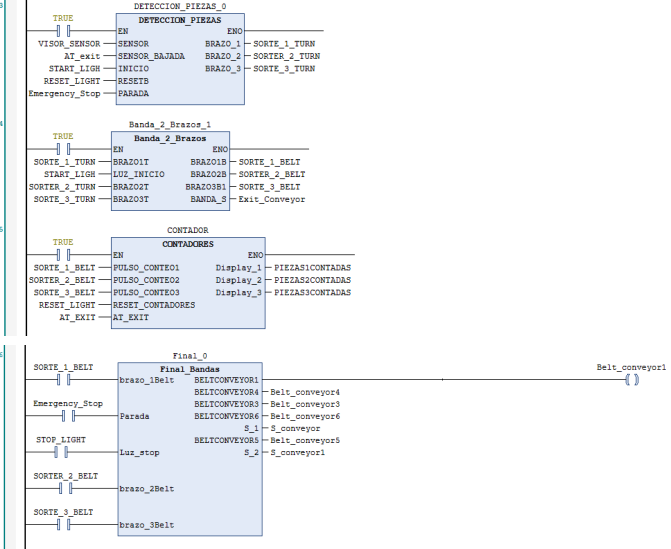 3
DETECCION_PIEZAS_0
TRUE DETECCION_PIEZAS
EN ENO
VISOR_SENSOR SENSOR BRAZO_1 SORTE_1_TURN
AT_exit SENSOR_BAJADA BRAZO_2 SORTER_2_TURN
START_LIGH INICIO BRAZO_3 SORTE_3_TURN
RESET_LIGHT RESETB
Emergency_Stop PARADA
4
Banda_2_Brazos_1
TRUE Banda_2_Brazos
EN ENO
SORTE_1_TURN BRAZO1T BRAZO1B SORTE_1_BELT
START_LIGH LUZ_INICIO BRAZO2B SORTER_2_BELT
SORTER_2_TURN BRAZO2T BRAZO3B1 SORTE_3_BELT
SORTE_3_TURN BRAZO3T BANDA_S Exit_Conveyor
5
CONTADOR
TRUE CONTADORES
EN ENO
SORTE_1_BELT PULSO_CONTEO1 Display_1 PIEZAS1CONTADAS
SORTER_2_BELT PULSO_CONTEO2 Display_2 PIEZAS2CONTADAS
SORTE_3_BELT PULSO_CONTEO3 Display_3 PIEZAS3CONTADAS
RESET_LIGHT RESET_CONTADORES
AT_EXIT AT_EXIT
6
Final_0
SORTE_1_BELT Final_Bandas Belt_conveyor1
brazo_1Belt BELTCONVEYOR1
BELTCONVEYOR4 Belt_conveyor4
Emergency_Stop BELTCONVEYOR3 Belt_conveyor3
Parada BELTCONVEYOR6 Belt_conveyor6
S_1 S_conveyor
STOP_LIGHT BELTCONVEYOR5 Belt_conveyor5
Luz_stop S_2 S_conveyor1
SORTER_2_BELT
brazo_2Belt
SORTE_3_BELT
brazo_3Belt